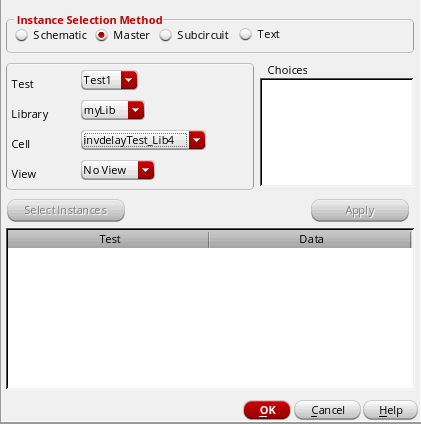 Instance Selection Method
Schematic Master Subcircuit Text
Choices
Test Test1
Library myLib
Cell invdelayTest_Lib4
View No View
Select Instances Apply
Test Data
OK Cancel Help